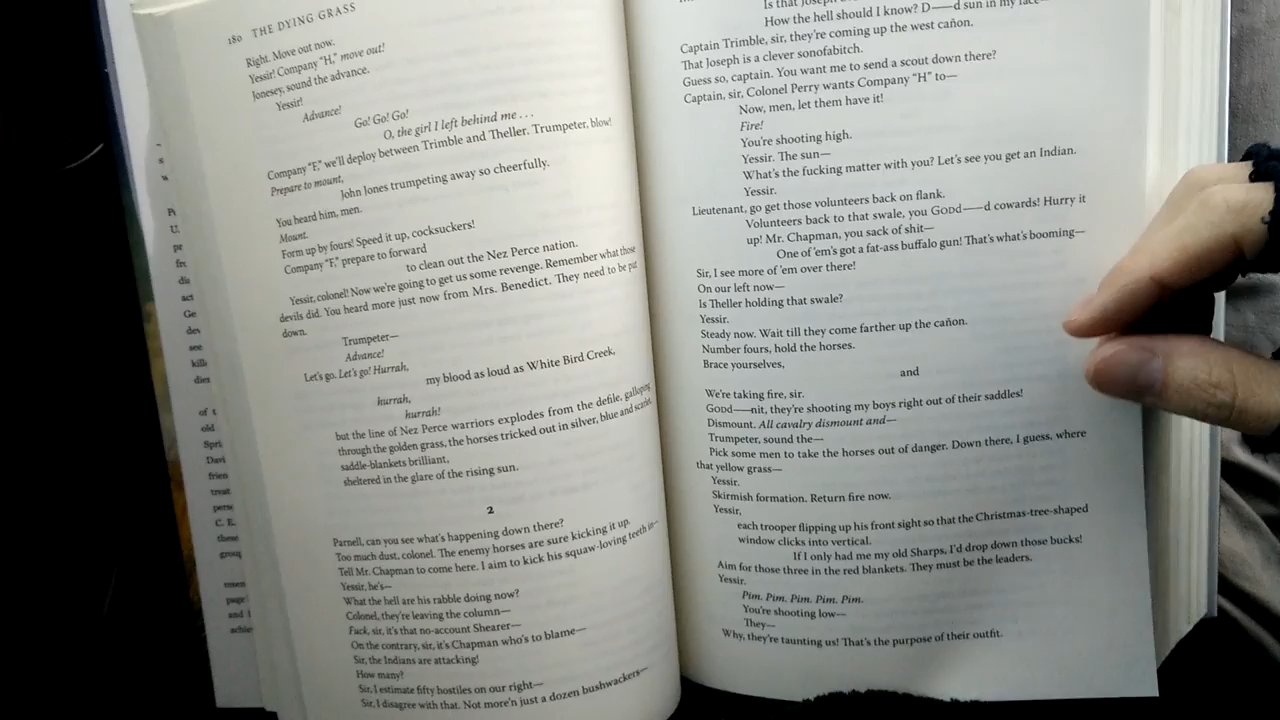 180 THE DYING GRASS
Right. Move out now.
Yessir! Company “H,” move out!
Jonesey, sound the advance.
Yessir!
Advance!
Go! Go! Go!
O, the girl I left behind me . . .
Company “F,” we’ll deploy between Trimble and Theller. Trumpeter, blow!
Prepare to mount,
John Jones trumpeting away so cheerfully.
You heard him, men.
Mount.
Form up by fours! Speed it up, cocksuckers!
Company “F,” prepare to forward
to clean out the Nez Perce nation.
Yessir, colonel! Now we’re going to get us some revenge. Remember what those
devils did. You heard more just now from Mrs. Benedict. They need to be put
down.
Trumpeter—
Advance!
Let’s go. Let’s go! Hurrah,
my blood as loud as White Bird Creek,
hurrah,
hurrah!
but the line of Nez Perce warriors explodes from the defile, galloping
through the golden grass, the horses tricked out in silver, blue and scarlet,
saddle-blankets brilliant,
sheltered in the glare of the rising sun.
2
Parnell, can you see what’s happening down there?
Too much dust, colonel. The enemy horses are sure kicking it up.
Tell Mr. Chapman to come here. I aim to kick his squaw-loving teeth in—
Yessir, he’s—
What the hell are his rabble doing now?
Colonel, they’re leaving the column—
Fuck, sir, it’s that no-account Shearer—
On the contrary, sir, it’s Chapman who’s to blame—
Sir, the Indians are attacking!
How many?
Sir, I estimate fifty hostiles on our right—
Sir, I disagree with that. Not more’n just a dozen bushwackers—
Is that Joseph
How the hell should I know? D——d sun in my face—
Captain Trimble, sir, they’re coming up the west cañon.
That Joseph is a clever sonofabitch.
Guess so, captain. You want me to send a scout down there?
Captain, sir, Colonel Perry wants Company “H” to—
Now, men, let them have it!
Fire!
You’re shooting high.
Yessir. The sun—
What’s the fucking matter with you? Let’s see you get an Indian.
Yessir.
Lieutenant, go get those volunteers back on flank.
Volunteers back to that swale, you GODD——d cowards! Hurry it
up! Mr. Chapman, you sack of shit—
One of ’em’s got a fat-ass buffalo gun! That’s what’s booming—
Sir, I see more of ’em over there!
On our left now—
Is Theller holding that swale?
Yessir.
Steady now. Wait till they come farther up the cañon.
Number fours, hold the horses.
Brace yourselves,
and
We’re taking fire, sir.
GODD——nit, they’re shooting my boys right out of their saddles!
Dismount. All cavalry dismount and—
Trumpeter, sound the—
Pick some men to take the horses out of danger. Down there, I guess, where
that yellow grass—
Yessir.
Skirmish formation. Return fire now.
Yessir,
each trooper flipping up his front sight so that the Christmas-tree-shaped
window clicks into vertical.
If I only had me my old Sharps, I’d drop down those bucks!
Aim for those three in the red blankets. They must be the leaders.
Yessir.
Pim. Pim. Pim. Pim. Pim.
You’re shooting low—
They—
Why, they’re taunting us! That’s the purpose of their outfit.